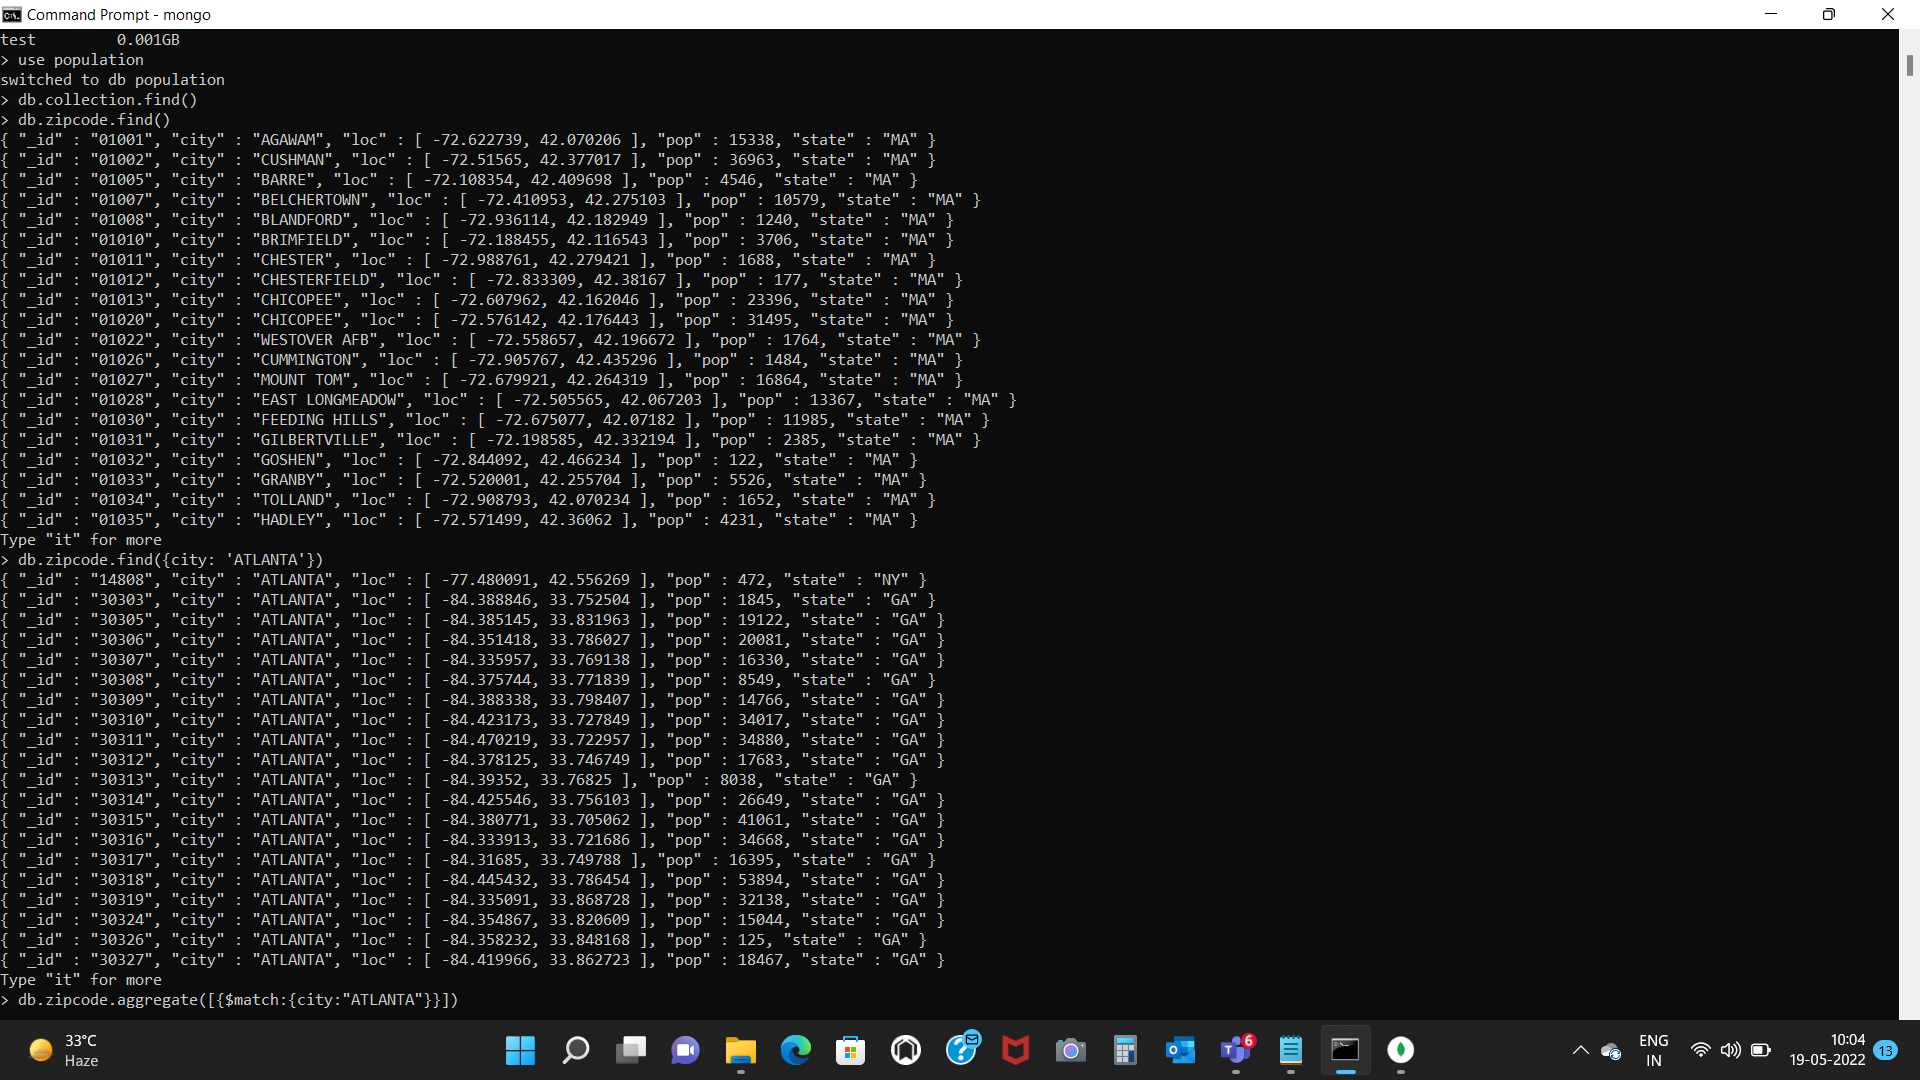 Command Prompt - mongo
test         0.001GB
> use population
switched to db population
> db.collection.find()
> db.zipcode.find()
{ "_id" : "01001", "city" : "AGAWAM", "loc" : [ -72.622739, 42.070206 ], "pop" : 15338, "state" : "MA" }
{ "_id" : "01002", "city" : "CUSHMAN", "loc" : [ -72.51565, 42.377017 ], "pop" : 36963, "state" : "MA" }
{ "_id" : "01005", "city" : "BARRE", "loc" : [ -72.108354, 42.409698 ], "pop" : 4546, "state" : "MA" }
{ "_id" : "01007", "city" : "BELCHERTOWN", "loc" : [ -72.410953, 42.275103 ], "pop" : 10579, "state" : "MA" }
{ "_id" : "01008", "city" : "BLANDFORD", "loc" : [ -72.936114, 42.182949 ], "pop" : 1240, "state" : "MA" }
{ "_id" : "01010", "city" : "BRIMFIELD", "loc" : [ -72.188455, 42.116543 ], "pop" : 3706, "state" : "MA" }
{ "_id" : "01011", "city" : "CHESTER", "loc" : [ -72.988761, 42.279421 ], "pop" : 1688, "state" : "MA" }
{ "_id" : "01012", "city" : "CHESTERFIELD", "loc" : [ -72.833309, 42.38167 ], "pop" : 177, "state" : "MA" }
{ "_id" : "01013", "city" : "CHICOPEE", "loc" : [ -72.607962, 42.162046 ], "pop" : 23396, "state" : "MA" }
{ "_id" : "01020", "city" : "CHICOPEE", "loc" : [ -72.576142, 42.176443 ], "pop" : 31495, "state" : "MA" }
{ "_id" : "01022", "city" : "WESTOVER AFB", "loc" : [ -72.558657, 42.196672 ], "pop" : 1764, "state" : "MA" }
{ "_id" : "01026", "city" : "CUMMINGTON", "loc" : [ -72.905767, 42.435296 ], "pop" : 1484, "state" : "MA" }
{ "_id" : "01027", "city" : "MOUNT TOM", "loc" : [ -72.679921, 42.264319 ], "pop" : 16864, "state" : "MA" }
{ "_id" : "01028", "city" : "EAST LONGMEADOW", "loc" : [ -72.505565, 42.067203 ], "pop" : 13367, "state" : "MA" }
{ "_id" : "01030", "city" : "FEEDING HILLS", "loc" : [ -72.675077, 42.07182 ], "pop" : 11985, "state" : "MA" }
{ "_id" : "01031", "city" : "GILBERTVILLE", "loc" : [ -72.198585, 42.332194 ], "pop" : 2385, "state" : "MA" }
{ "_id" : "01032", "city" : "GOSHEN", "loc" : [ -72.844092, 42.466234 ], "pop" : 122, "state" : "MA" }
{ "_id" : "01033", "city" : "GRANBY", "loc" : [ -72.520001, 42.255704 ], "pop" : 5526, "state" : "MA" }
{ "_id" : "01034", "city" : "TOLLAND", "loc" : [ -72.908793, 42.070234 ], "pop" : 1652, "state" : "MA" }
{ "_id" : "01035", "city" : "HADLEY", "loc" : [ -72.571499, 42.36062 ], "pop" : 4231, "state" : "MA" }
Type "it" for more
> db.zipcode.find({city: 'ATLANTA'})
{ "_id" : "14808", "city" : "ATLANTA", "loc" : [ -77.480091, 42.556269 ], "pop" : 472, "state" : "NY" }
{ "_id" : "30303", "city" : "ATLANTA", "loc" : [ -84.388846, 33.752504 ], "pop" : 1845, "state" : "GA" }
{ "_id" : "30305", "city" : "ATLANTA", "loc" : [ -84.385145, 33.831963 ], "pop" : 19122, "state" : "GA" }
{ "_id" : "30306", "city" : "ATLANTA", "loc" : [ -84.351418, 33.786027 ], "pop" : 20081, "state" : "GA" }
{ "_id" : "30307", "city" : "ATLANTA", "loc" : [ -84.335957, 33.769138 ], "pop" : 16330, "state" : "GA" }
{ "_id" : "30308", "city" : "ATLANTA", "loc" : [ -84.375744, 33.771839 ], "pop" : 8549, "state" : "GA" }
{ "_id" : "30309", "city" : "ATLANTA", "loc" : [ -84.388338, 33.798407 ], "pop" : 14766, "state" : "GA" }
{ "_id" : "30310", "city" : "ATLANTA", "loc" : [ -84.423173, 33.727849 ], "pop" : 34017, "state" : "GA" }
{ "_id" : "30311", "city" : "ATLANTA", "loc" : [ -84.470219, 33.722957 ], "pop" : 34880, "state" : "GA" }
{ "_id" : "30312", "city" : "ATLANTA", "loc" : [ -84.378125, 33.746749 ], "pop" : 17683, "state" : "GA" }
{ "_id" : "30313", "city" : "ATLANTA", "loc" : [ -84.39352, 33.76825 ], "pop" : 8038, "state" : "GA" }
{ "_id" : "30314", "city" : "ATLANTA", "loc" : [ -84.425546, 33.756103 ], "pop" : 26649, "state" : "GA" }
{ "_id" : "30315", "city" : "ATLANTA", "loc" : [ -84.380771, 33.705062 ], "pop" : 41061, "state" : "GA" }
{ "_id" : "30316", "city" : "ATLANTA", "loc" : [ -84.333913, 33.721686 ], "pop" : 34668, "state" : "GA" }
{ "_id" : "30317", "city" : "ATLANTA", "loc" : [ -84.31685, 33.749788 ], "pop" : 16395, "state" : "GA" }
{ "_id" : "30318", "city" : "ATLANTA", "loc" : [ -84.445432, 33.786454 ], "pop" : 53894, "state" : "GA" }
{ "_id" : "30319", "city" : "ATLANTA", "loc" : [ -84.335091, 33.868728 ], "pop" : 32138, "state" : "GA" }
{ "_id" : "30324", "city" : "ATLANTA", "loc" : [ -84.354867, 33.820609 ], "pop" : 15044, "state" : "GA" }
{ "_id" : "30326", "city" : "ATLANTA", "loc" : [ -84.358232, 33.848168 ], "pop" : 125, "state" : "GA" }
{ "_id" : "30327", "city" : "ATLANTA", "loc" : [ -84.419966, 33.862723 ], "pop" : 18467, "state" : "GA" }
Type "it" for more
> db.zipcode.aggregate([{$match:{city:"ATLANTA"}}])
33°C
Haze
6
ENG
IN
10:04
19-05-2022
13